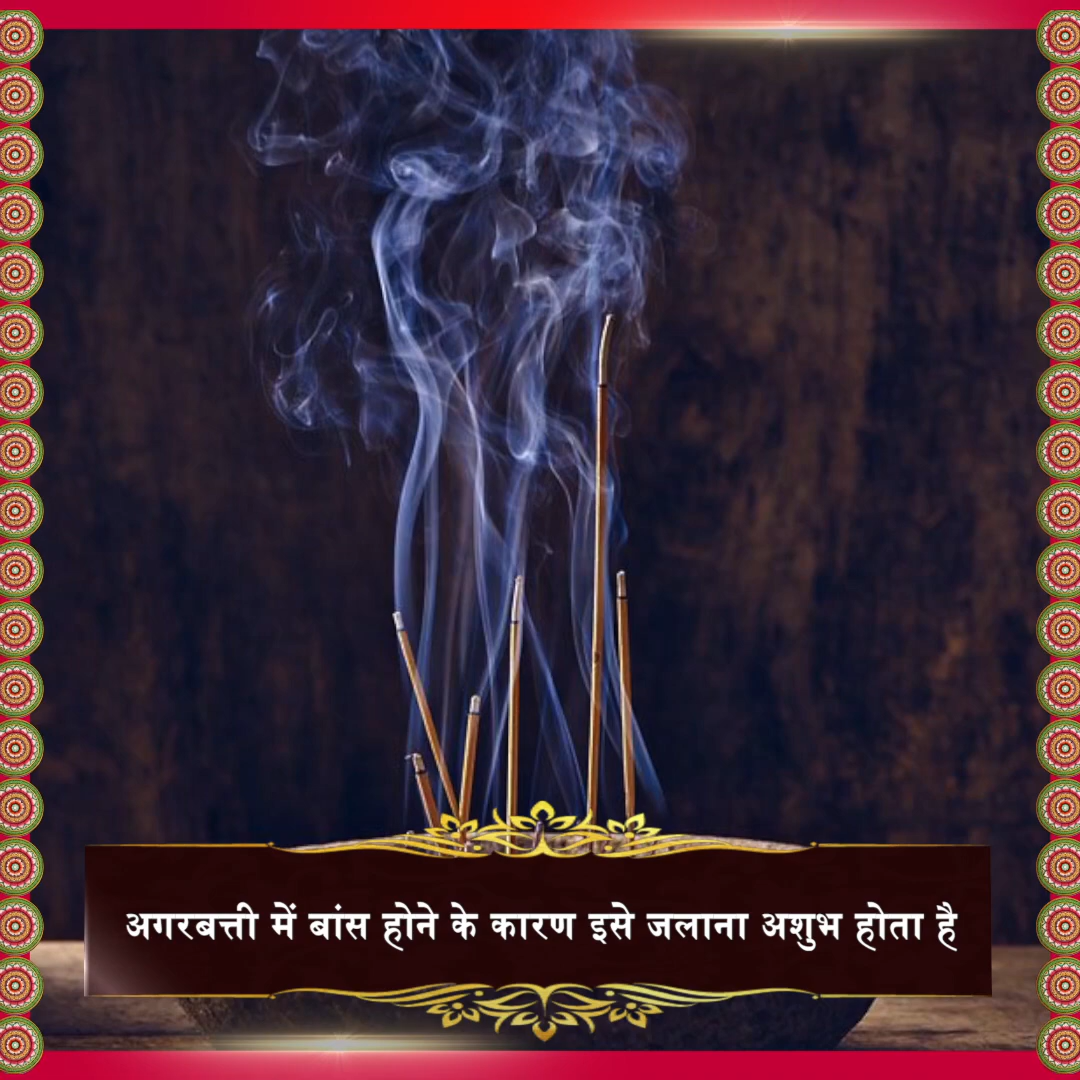 अगरबत्ती में बांस होने के कारण इसे जलाना अशुभ होता है